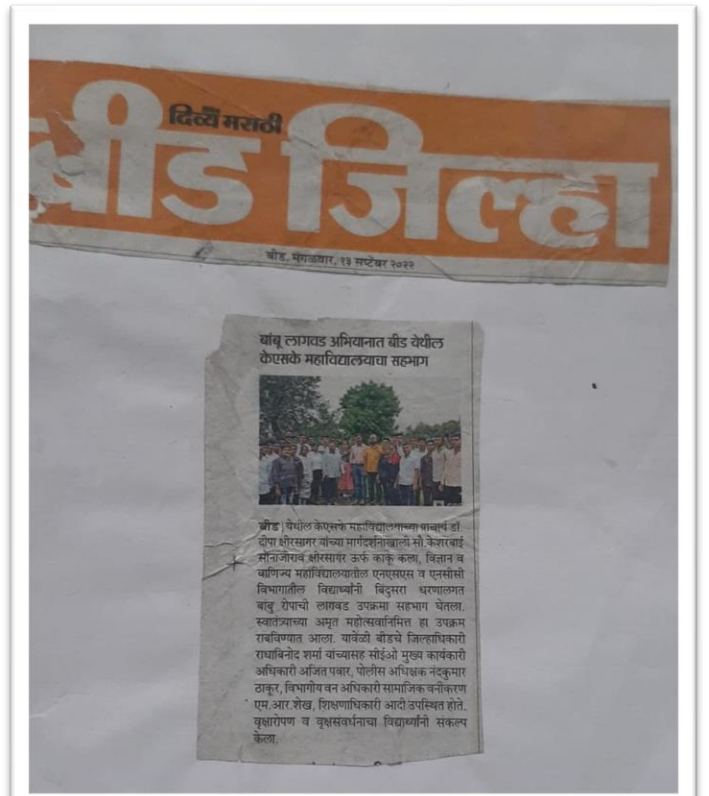 दिव्य मराठी
बीड जिल्हा
बीड, मंगळवार, १३ सप्टेंबर २०२२
बांबू लागवड अभियानात बीड येथील
केएसके महाविद्यालयाचा सहभाग
बीड | येथील केएसके महाविद्यालयाच्या प्राचार्य डॉ.
दीपा क्षीरसागर यांच्या मार्गदर्शनाखाली सौ.केशरबाई
सोनाजीराव क्षीरसागर ऊर्फ काकू कला, विज्ञान व
वाणिज्य महाविद्यालयातील एनएसएस व एनसीसी
विभागातील विद्यार्थ्यांनी बिंदुसरा धरणालगत
बांबु रोपाची लागवड उपक्रमा सहभाग घेतला.
स्वातंत्र्याच्या अमृत महोत्सवानिमित्त हा उपक्रम
राबविण्यात आला. यावेळी बीडचे जिल्हाधिकारी
राधाबिनोद शर्मा यांच्यासह सीईओ मुख्य कार्यकारी
अधिकारी अजित पवार, पोलीस अधिक्षक नंदकुमार
ठाकूर, विभागीय वन अधिकारी सामाजिक वनीकरण
एम.आर.शेख, शिक्षणाधिकारी आदी उपस्थित होते.
वृक्षारोपण व वृक्षसंवर्धनाचा विद्यार्थ्यांनी संकल्प
केला.